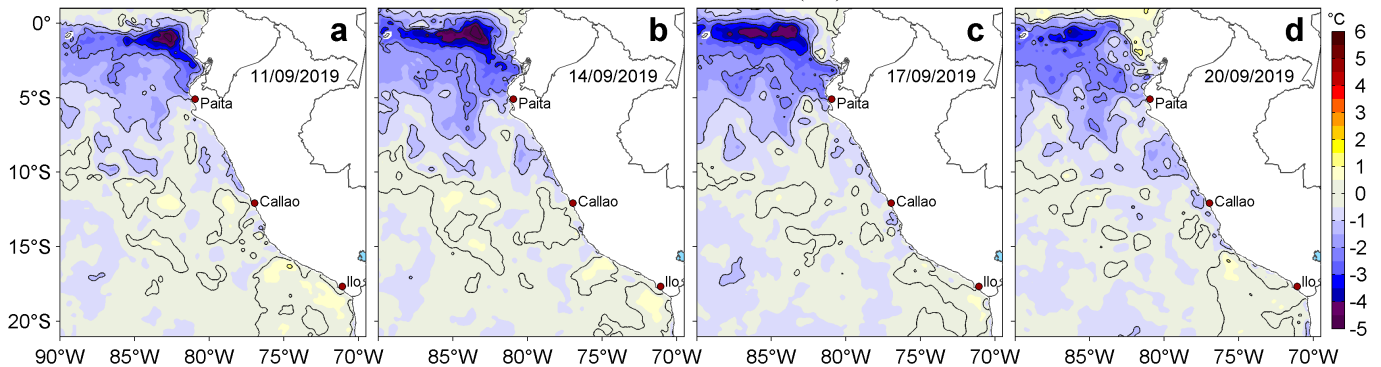 a b c d
°C
11/09/2019 14/09/2019 17/09/2019 20/09/2019
Paita Paita Paita Paita
Callao Callao Callao Callao
Ilo Ilo Ilo Ilo
0°
5°S
10°S
15°S
20°S
90°W 85°W 80°W 75°W 70°W 85°W 80°W 75°W 70°W 85°W 80°W 75°W 70°W 85°W 80°W 75°W 70°W
6
5
4
3
2
1
0
-1
-2
-3
-4
-5